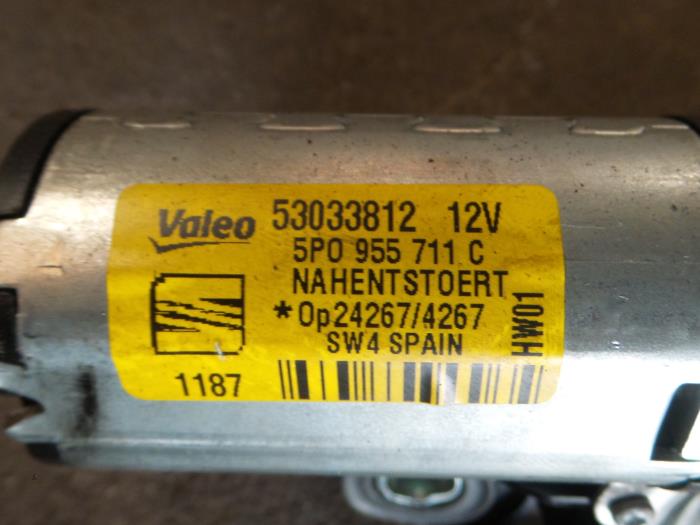 Valeo 53033812 12V
5P0 955 711 C
NAHENTSTOERT
*Op24267/4267
SW4 SPAIN
HW01
1187